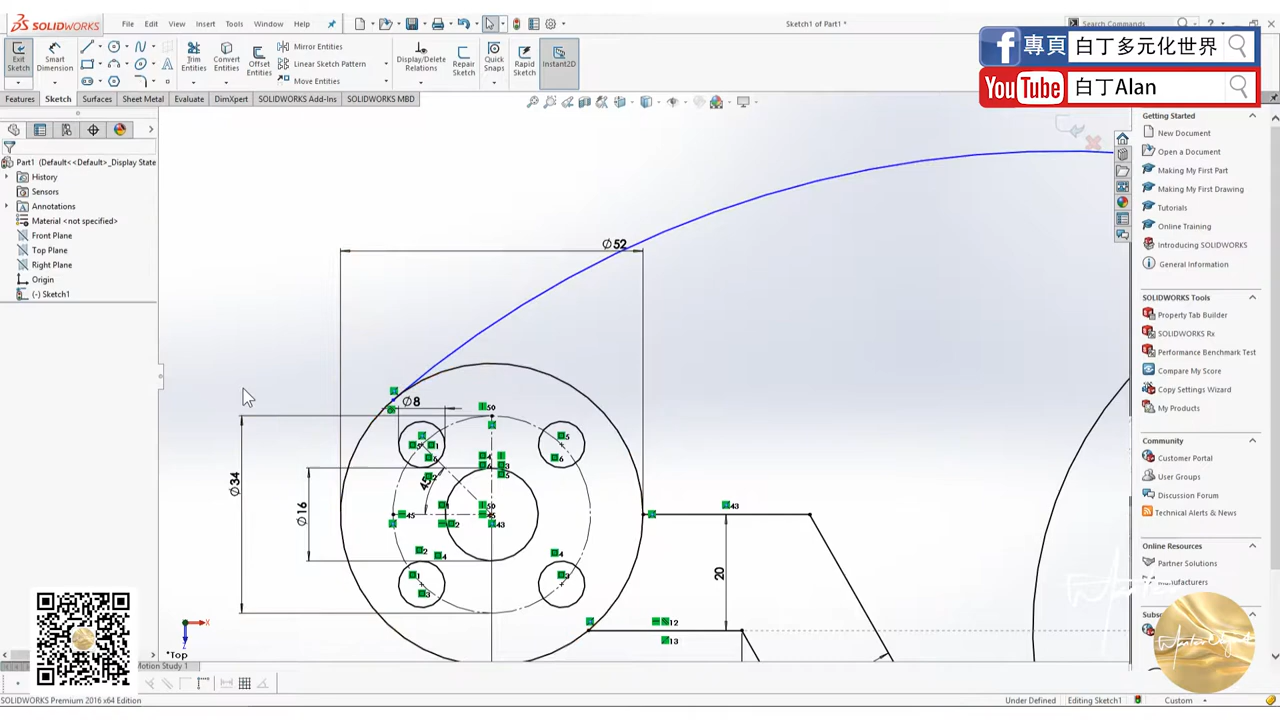 SOLIDWORKS
File
Edit
View
Insert
Tools
Window
Help
Sketch1 of Part1 *
Search Commands
專頁
白丁多元化世界
YouTube
白丁Alan
Exit Sketch
Smart Dimension
Trim Entities
Convert Entities
Offset Entities
Mirror Entities
Linear Sketch Pattern
Move Entities
Display/Delete Relations
Repair Sketch
Quick Snaps
Rapid Sketch
Instant2D
Features
Sketch
Surfaces
Sheet Metal
Evaluate
DimXpert
SOLIDWORKS Add-Ins
SOLIDWORKS MBD
Part1 (Default<<Default>_Display State
History
Sensors
Annotations
Material <not specified>
Front Plane
Top Plane
Right Plane
Origin
(-) Sketch1
Ø52
Ø8
Ø34
Ø16
20
*Top
Getting Started
New Document
Open a Document
Making My First Part
Making My First Drawing
Tutorials
Online Training
Introducing SOLIDWORKS
General Information
SOLIDWORKS Tools
Property Tab Builder
SOLIDWORKS Rx
Performance Benchmark Test
Compare My Score
Copy Settings Wizard
My Products
Community
Customer Portal
User Groups
Discussion Forum
Technical Alerts & News
Online Resources
Partner Solutions
Manufacturers
Motion Study 1
SOLIDWORKS Premium 2016 x64 Edition
Under Defined
Editing Sketch1
Custom